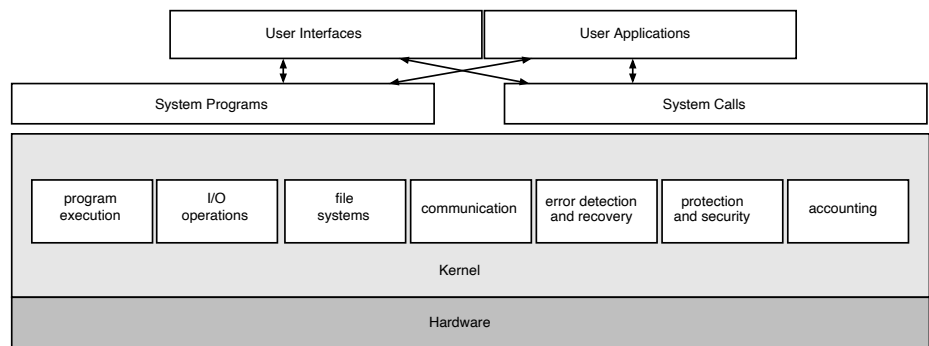 User Interfaces
User Applications
System Programs
System Calls
program
execution
I/O
operations
file
systems
communication
error detection
and recovery
protection
and security
accounting
Kernel
Hardware